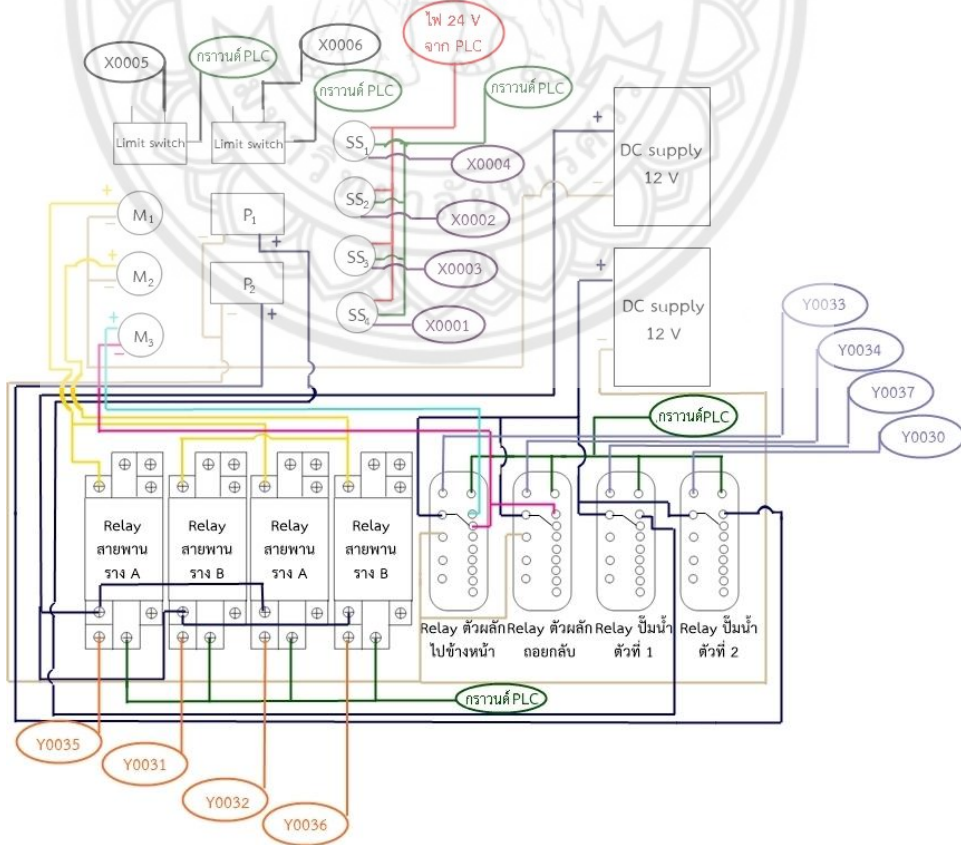 ไฟ 24 V
จาก PLC
X0005
กราวนด์ PLC
X0006
กราวนด์ PLC
กราวนด์ PLC
Limit switch
Limit switch
SS1
X0004
DC supply
12 V
SS2
X0002
SS3
X0003
SS4
X0001
M1
P1
M2
P2
M3
DC supply
12 V
Y0033
Y0034
Y0037
Y0030
กราวนด์PLC
Relay
สายพาน
ราง A
Relay
สายพาน
ราง B
Relay
สายพาน
ราง A
Relay
สายพาน
ราง B
Relay ตัวผลัก
ไปข้างหน้า
Relay ตัวผลัก
ถอยกลับ
Relay ปั๊มน้ำ
ตัวที่ 1
Relay ปั๊มน้ำ
ตัวที่ 2
กราวนด์ PLC
Y0035
Y0031
Y0032
Y0036